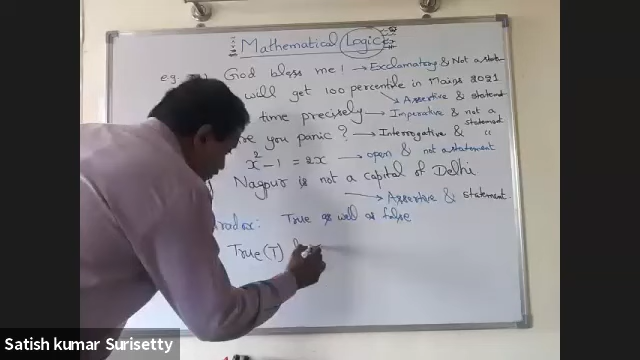 Mathematical Logic
eg. God bless me! → Exclamatory & Not a state
will get 100 percentile in Mains 2021
→ Assertive & statement
time precisely → Imperative & not a
statement
are you panic? → Interrogative & "
x² - 1 = 2x → open & not a statement
Nagpur is not a capital of Delhi
→ Assertive & statement
True as well as false
True (T)
Satish kumar Surisetty